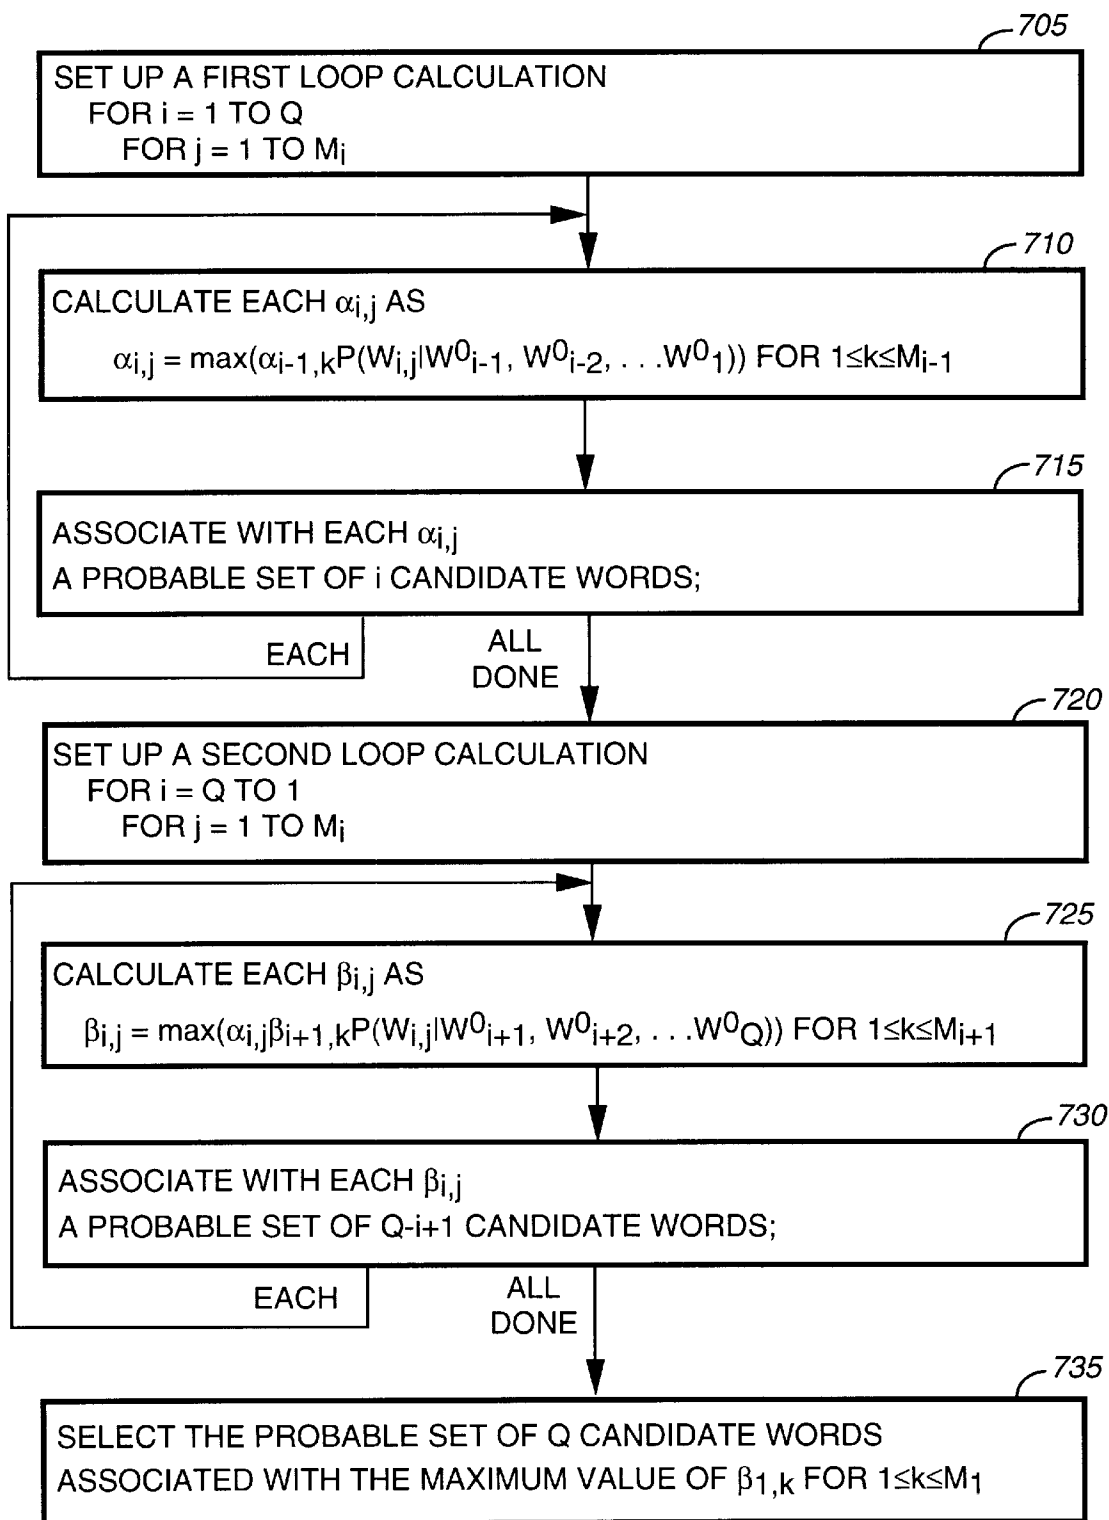 705
SET UP A FIRST LOOP CALCULATION
FOR i = 1 TO Q
FOR j = 1 TO Mi
710
CALCULATE EACH αi,j AS
αi,j = max(αi-1,kP(Wi,j|W0i-1, W0i-2, . . .W01)) FOR 1≤k≤Mi-1
715
ASSOCIATE WITH EACH αi,j
A PROBABLE SET OF i CANDIDATE WORDS;
EACH
ALL
DONE
720
SET UP A SECOND LOOP CALCULATION
FOR i = Q TO 1
FOR j = 1 TO Mi
725
CALCULATE EACH βi,j AS
βi,j = max(αi,jβi+1,kP(Wi,j|W0i+1, W0i+2, . . .W0Q)) FOR 1≤k≤Mi+1
730
ASSOCIATE WITH EACH βi,j
A PROBABLE SET OF Q-i+1 CANDIDATE WORDS;
EACH
ALL
DONE
735
SELECT THE PROBABLE SET OF Q CANDIDATE WORDS
ASSOCIATED WITH THE MAXIMUM VALUE OF β1,k FOR 1≤k≤M1